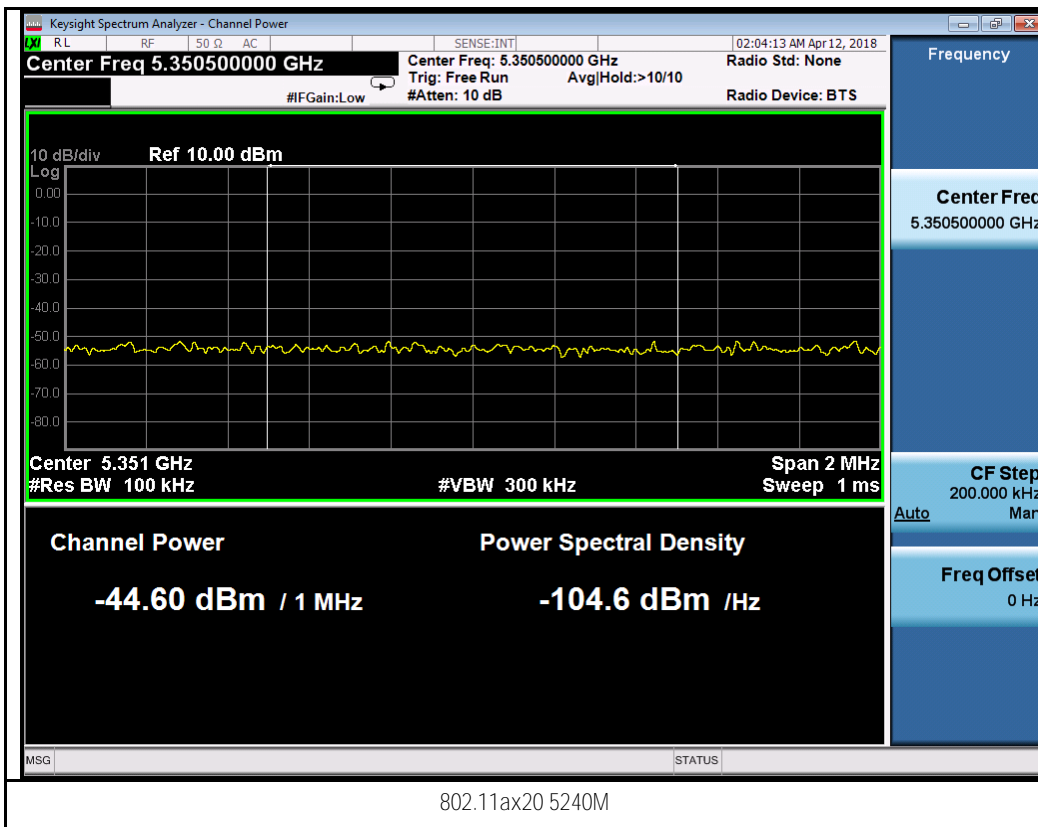 Keysight Spectrum Analyzer - Channel Power
LXI RL RF 50 Ω AC SENSE:INT 02:04:13 AM Apr 12, 2018
Center Freq 5.350500000 GHz
#IFGain:Low
Center Freq: 5.350500000 GHz
Trig: Free Run Avg|Hold:>10/10
#Atten: 10 dB
Radio Std: None
Radio Device: BTS
10 dB/div Ref 10.00 dBm
Log
0.00
-10.0
-20.0
-30.0
-40.0
-50.0
-60.0
-70.0
-80.0
Center 5.351 GHz Span 2 MHz
#Res BW 100 kHz #VBW 300 kHz Sweep 1 ms
Channel Power Power Spectral Density
-44.60 dBm / 1 MHz -104.6 dBm /Hz
MSG STATUS
Frequency
Center Freq
5.350500000 GHz
CF Step
200.000 kHz
Auto Man
Freq Offset
0 Hz
802.11ax20 5240M